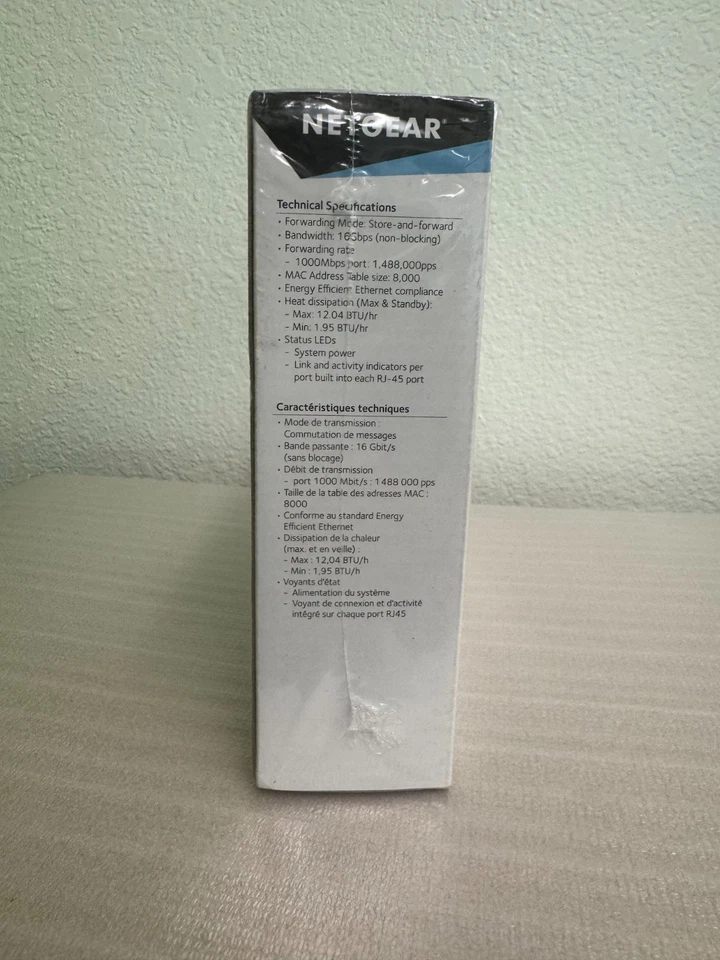 NETGEAR
Technical Specifications
• Forwarding Mode: Store-and-forward
• Bandwidth: 16Gbps (non-blocking)
• Forwarding rate
– 1000Mbps port: 1,488,000pps
• MAC Address Table size: 8,000
• Energy Efficient Ethernet compliance
• Heat dissipation (Max & Standby):
– Max: 12.04 BTU/hr
– Min: 1.95 BTU/hr
• Status LEDs
– System power
– Link and activity indicators per
port built into each RJ-45 port
Caractéristiques techniques
• Mode de transmission :
Commutation de messages
• Bande passante : 16 Gbit/s
(sans blocage)
• Débit de transmission
– port 1000 Mbit/s : 1 488 000 pps
• Taille de la table des adresses MAC :
8000
• Conforme au standard Energy
Efficient Ethernet
• Dissipation de la chaleur
(max. et en veille) :
– Max : 12,04 BTU/h
– Min : 1,95 BTU/h
• Voyants d'état
– Alimentation du système
– Voyant de connexion et d'activité
intégré sur chaque port RJ45